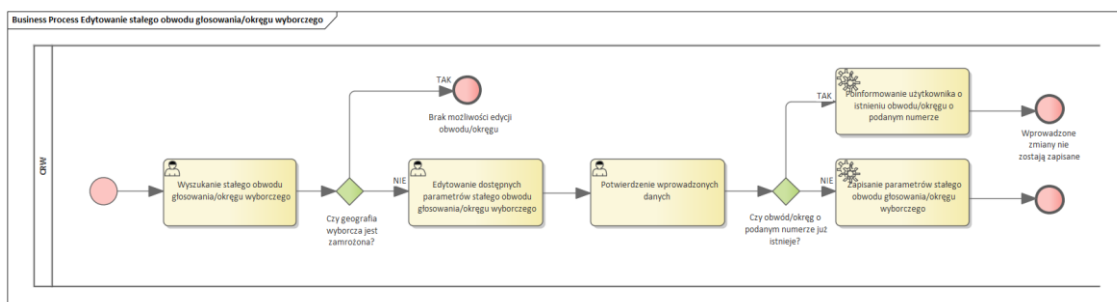 Business Process Edytowanie stałego obwodu głosowania/okręgu wyborczego
CRW
Wyszukanie stałego obwodu
głosowania/okręgu wyborczego
Czy geografia
wyborcza jest
zamrożona?
TAK
Brak możliwości edycji
obwodu/okręgu
NIE
Edytowanie dostępnych
parametrów stałego obwodu
głosowania/okręgu wyborczego
Potwierdzenie wprowadzonych
danych
Czy obwód/okręg o
podanym numerze już
istnieje?
TAK
Poinformowanie użytkownika o
istnieniu obwodu/okręgu o
podanym numerze
Wprowadzone
zmiany nie
zostają zapisane
NIE
Zapisanie parametrów stałego
obwodu głosowania/okręgu
wyborczego